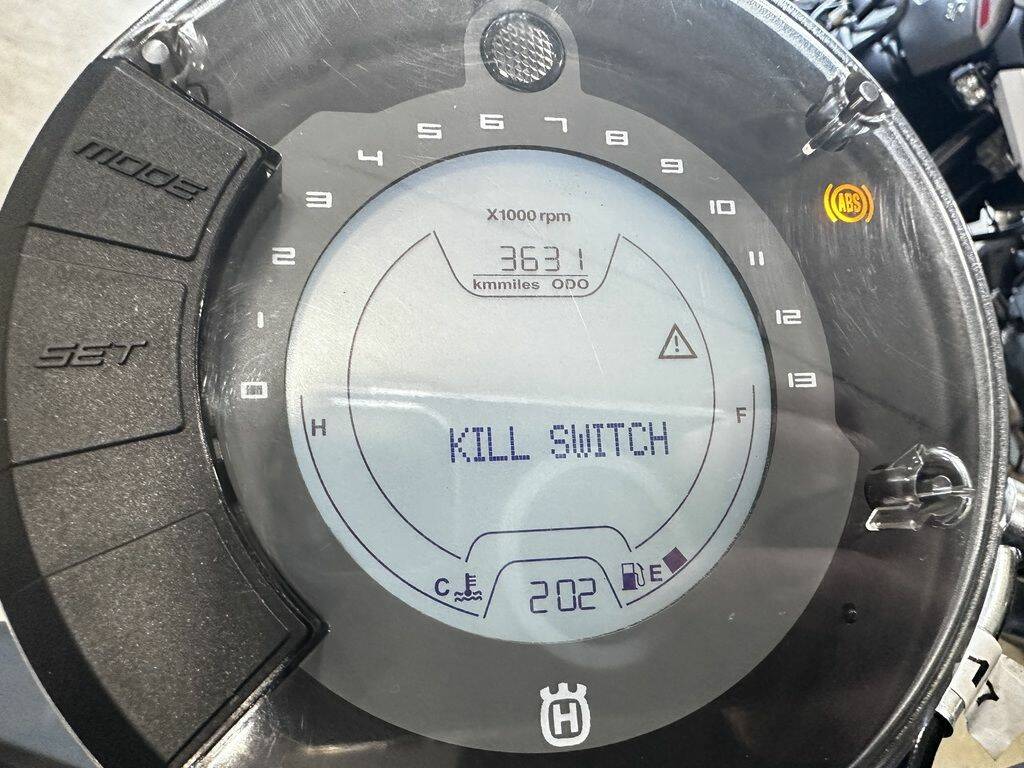 MODE
SET
0
1
2
3
4
5
6
7
8
9
10
11
12
13
ABS
X1000 rpm
3631
kmmiles ODO
KILL SWITCH
H
F
C
202
E
H